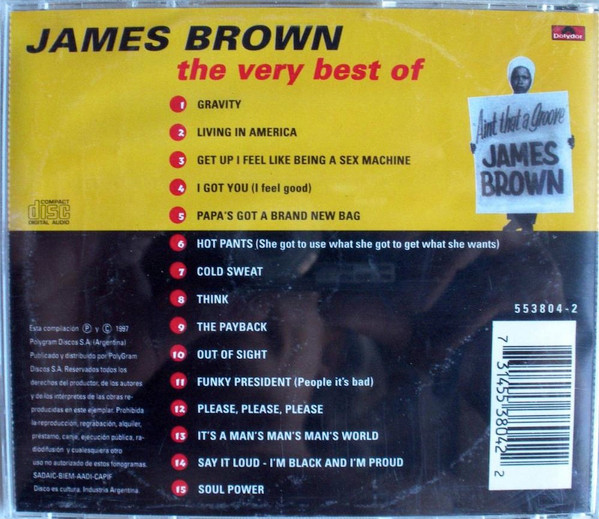 JAMES BROWN
the very best of
Polydor
1 GRAVITY
2 LIVING IN AMERICA
3 GET UP I FEEL LIKE BEING A SEX MACHINE
4 I GOT YOU (I feel good)
5 PAPA'S GOT A BRAND NEW BAG
Ain't that a Groove
JAMES
BROWN
COMPACT
disc
DIGITAL AUDIO
6 HOT PANTS (She got to use what she got to get what she wants)
7 COLD SWEAT
8 THINK
9 THE PAYBACK
10 OUT OF SIGHT
11 FUNKY PRESIDENT (People it's bad)
12 PLEASE, PLEASE, PLEASE
13 IT'S A MAN'S MAN'S MAN'S WORLD
14 SAY IT LOUD - I'M BLACK AND I'M PROUD
15 SOUL POWER
553804-2
7 31455 38042 2
Esta compilación Ⓟ y Ⓒ 1997
Polygram Discos S.A. (Argentina)
Publicado y distribuido por PolyGram
Discos S.A. Reservados todos los
derechos del productor, de los autores
y de los intérpretes de las obras re-
producidas en este ejemplar. Prohibida
la reproducción, regrabación, alquiler,
préstamo, canje, ejecución pública, ra-
diodifusión y cualesquiera otro
uso no autorizado de estos fonogramas.
SADAIC-BIEM-AADI-CAPIF
Disco es cultura. Industria Argentina.